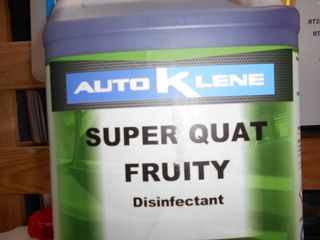 AUTO KLENE
SUPER QUAT
FRUITY
Disinfectant